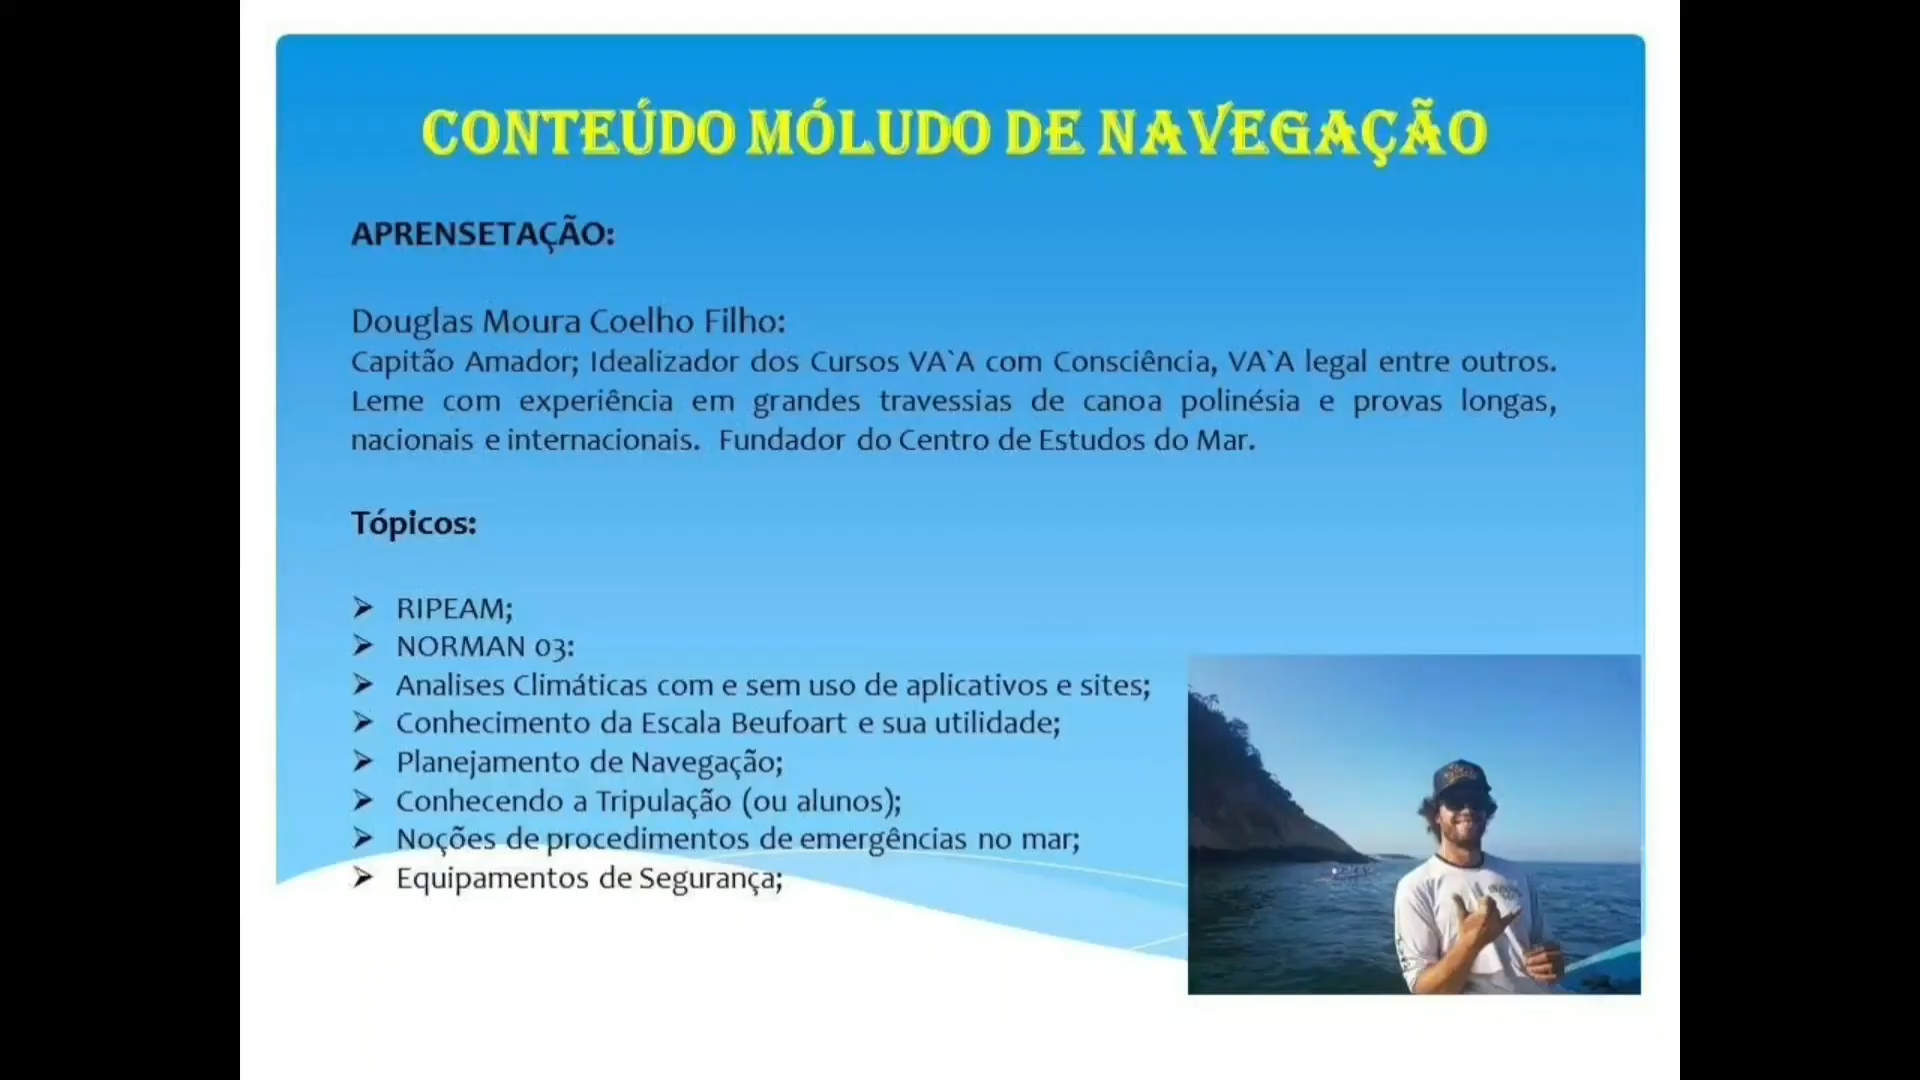 CONTEÚDO MÓLUDO DE NAVEGAÇÃO
APRENSETAÇÃO:
Douglas Moura Coelho Filho:
Capitão Amador; Idealizador dos Cursos VA`A com Consciência, VA`A legal entre outros.
Leme com experiência em grandes travessias de canoa polinésia e provas longas,
nacionais e internacionais. Fundador do Centro de Estudos do Mar.
Tópicos:
➢ RIPEAM;
➢ NORMAN 03:
➢ Analises Climáticas com e sem uso de aplicativos e sites;
➢ Conhecimento da Escala Beufoart e sua utilidade;
➢ Planejamento de Navegação;
➢ Conhecendo a Tripulação (ou alunos);
➢ Noções de procedimentos de emergências no mar;
➢ Equipamentos de Segurança;